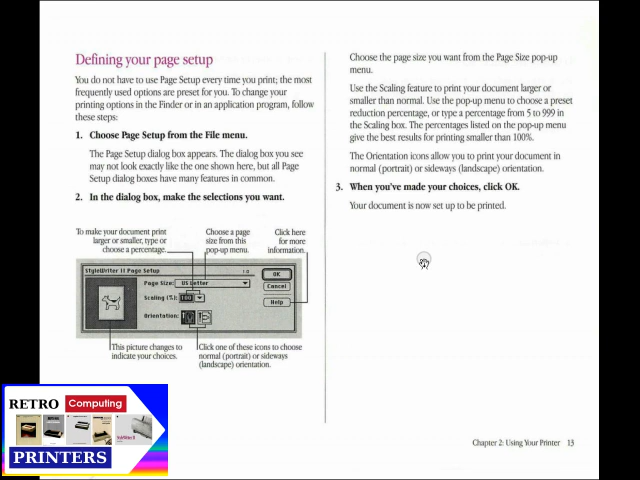 Defining your page setup
You do not have to use Page Setup every time you print; the most
frequently used options are preset for you. To change your
printing options in the Finder or in an application program, follow
these steps:
1. Choose Page Setup from the File menu.
The Page Setup dialog box appears. The dialog box you see
may not look exactly like the one shown here, but all Page
Setup dialog boxes have many features in common.
2. In the dialog box, make the selections you want.
To make your document print
larger or smaller, type or
choose a percentage.
Choose a page
size from this
pop-up menu.
Click here
for more
information.
StyleWriter II Page Setup
1.0
OK
Page Size: US Letter
Cancel
Scaling (%): 100
Help
Orientation:
This picture changes to
indicate your choices.
Click one of these icons to choose
normal (portrait) or sideways
(landscape) orientation.
Choose the page size you want from the Page Size pop-up
menu.
Use the Scaling feature to print your document larger or
smaller than normal. Use the pop-up menu to choose a preset
reduction percentage, or type a percentage from 5 to 999 in
the Scaling box. The percentages listed on the pop-up menu
give the best results for printing smaller than 100%.
The Orientation icons allow you to print your document in
normal (portrait) or sideways (landscape) orientation.
3. When you've made your choices, click OK.
Your document is now set up to be printed.
Chapter 2: Using Your Printer 13
RETRO Computing
PRINTERS